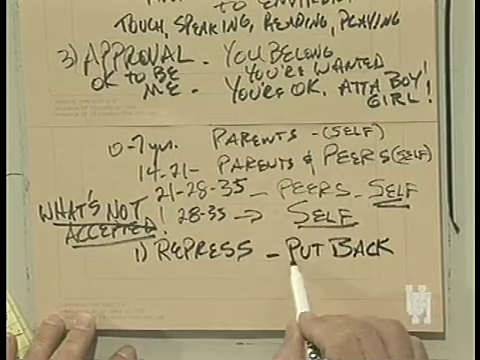 TO ENVIRON
TOUCH, SPEAKING, READING, PLAYING
3) APPROVAL - YOU BELONG
OK TO BE ME - YOU'RE WANTED!
YOU'RE OK, ATTA BOY! GIRL!
0-7 yrs. PARENTS - (SELF)
14-21- PARENTS & PEERS (SELF)
21-28-35 - PEERS - SELF
WHAT'S NOT ACCEPTED! 28-35 → SELF
1) REPRESS - PUT BACK